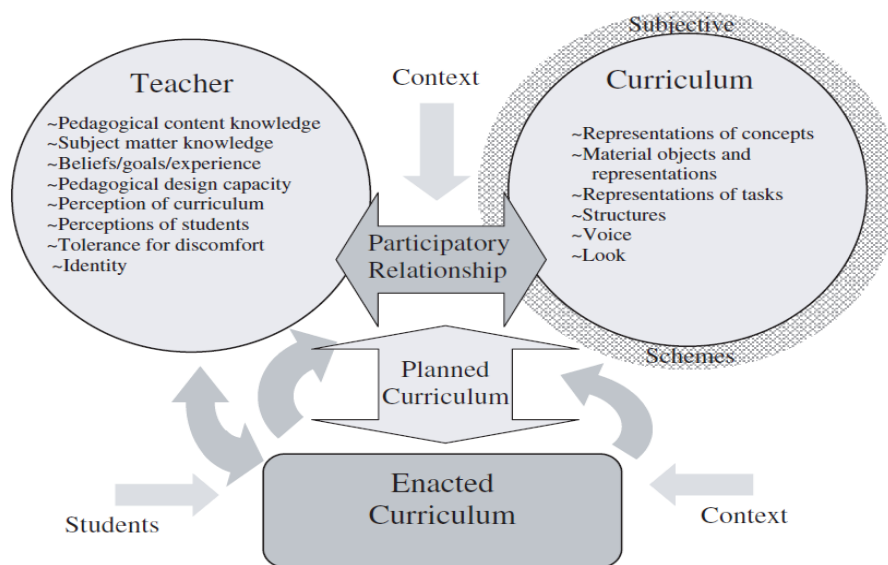 Subjective
Teacher
Context
Curriculum
~Pedagogical content knowledge
~Subject matter knowledge
~Beliefs/goals/experience
~Pedagogical design capacity
~Perception of curriculum
~Perceptions of students
~Tolerance for discomfort
~Identity
~Representations of concepts
~Material objects and
representations
~Representations of tasks
~Structures
~Voice
~Look
Participatory
Relationship
Schemes
Planned
Curriculum
Enacted
Curriculum
Students
Context